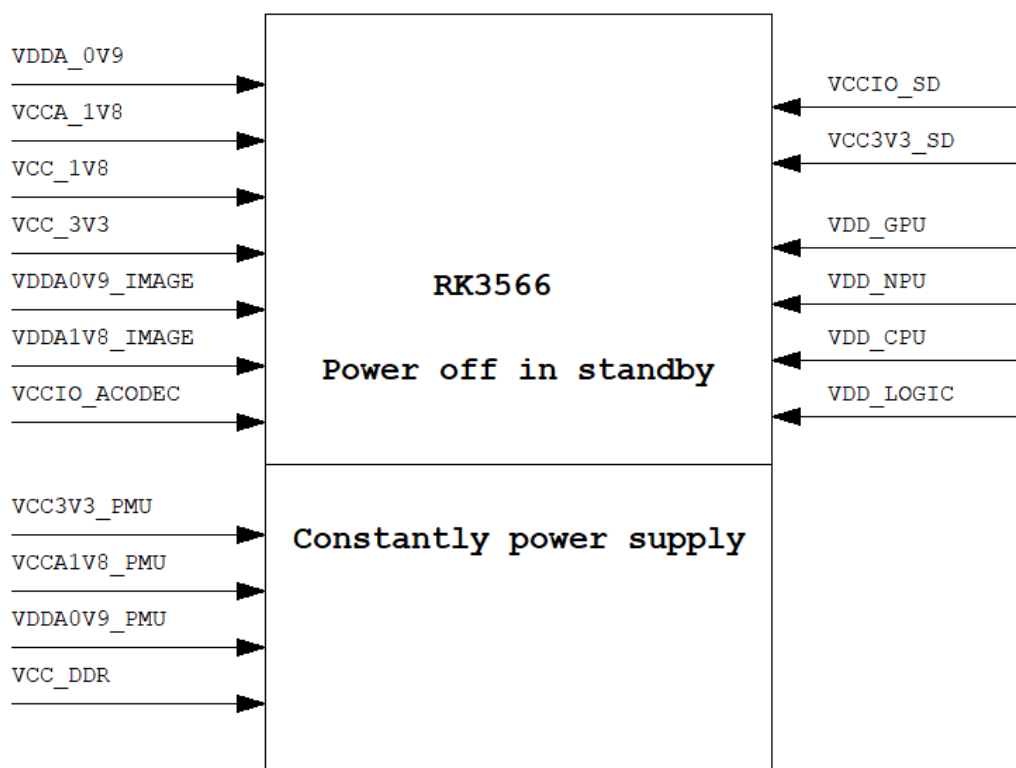 VDDA_0V9
VCCA_1V8
VCC_1V8
VCC_3V3
VDDA0V9_IMAGE
VDDA1V8_IMAGE
VCCIO_ACODEC
RK3566
Power off in standby
VCCIO_SD
VCC3V3_SD
VDD_GPU
VDD_NPU
VDD_CPU
VDD_LOGIC
VCC3V3_PMU
VCCA1V8_PMU
VDDA0V9_PMU
VCC_DDR
Constantly power supply